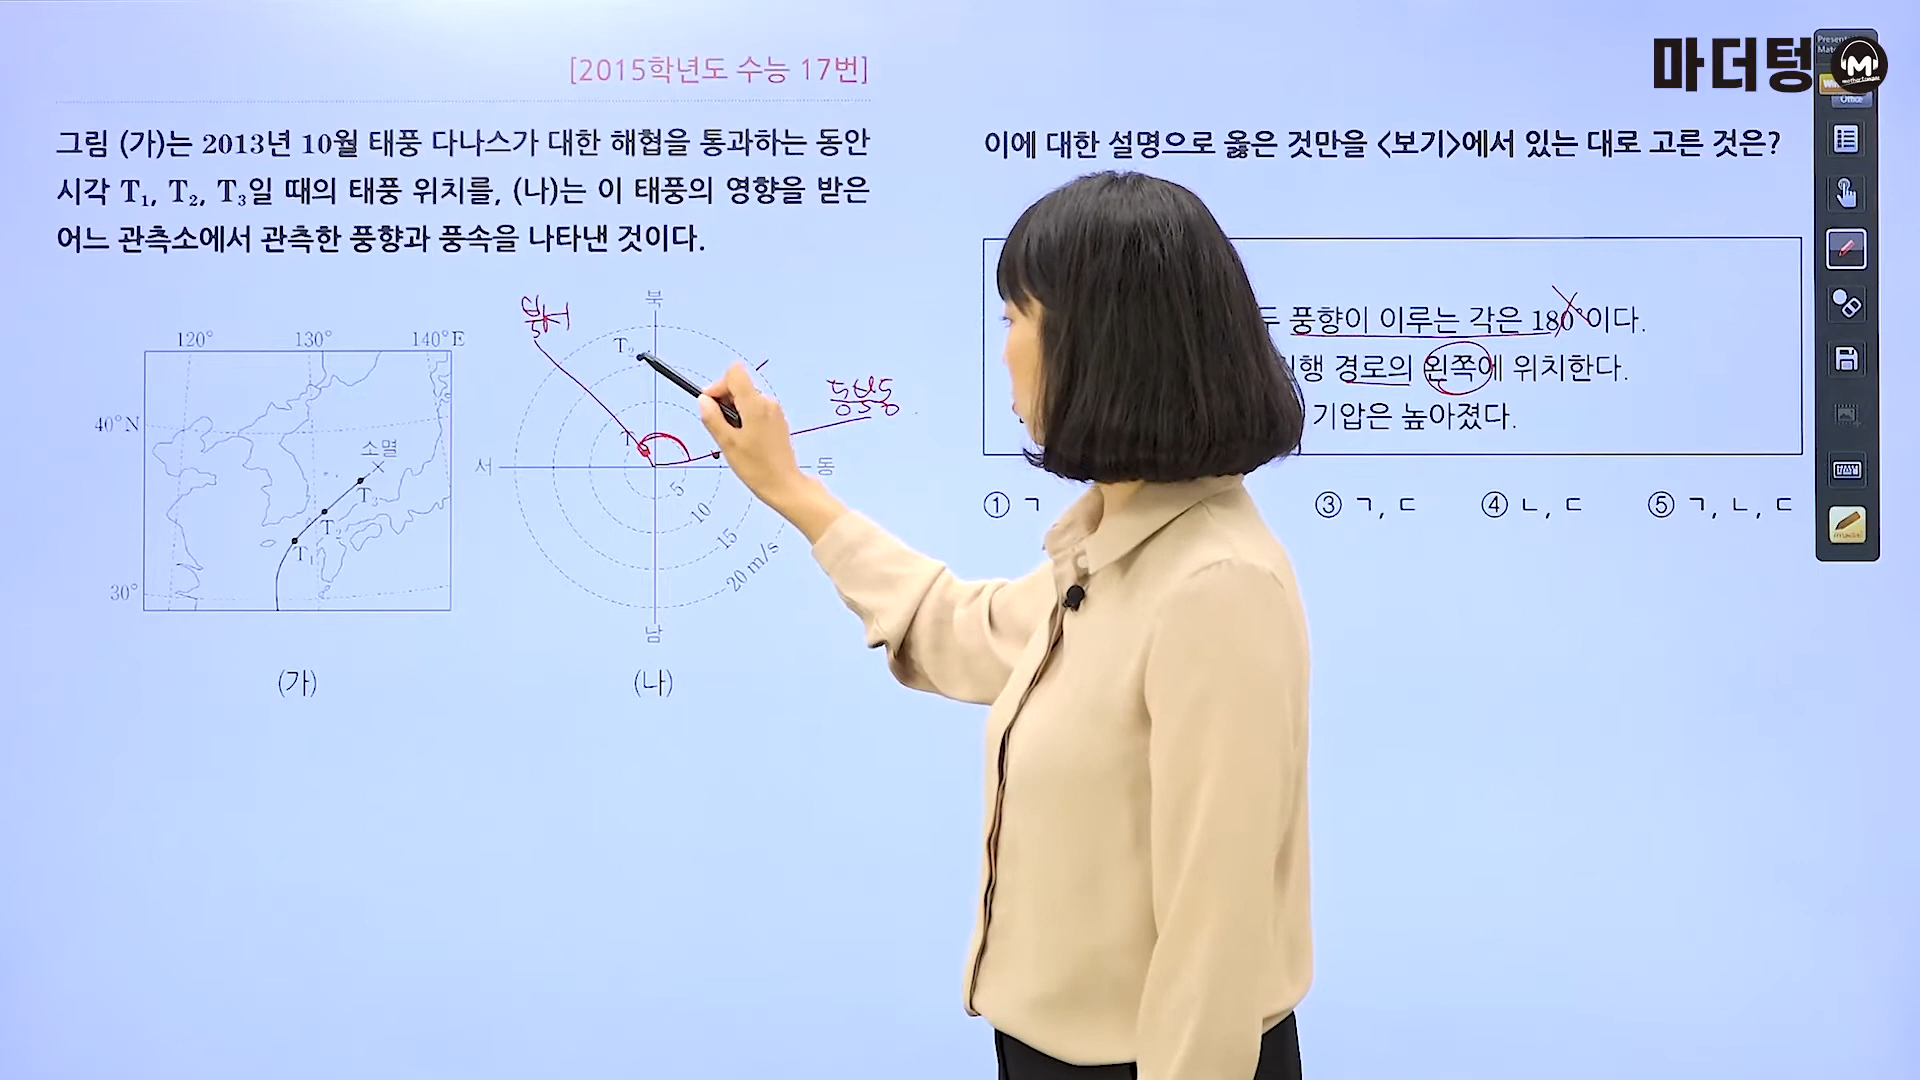 마더텅
[2015학년도 수능 17번]
그림 (가)는 2013년 10월 태풍 다나스가 대한 해협을 통과하는 동안
시각 T₁, T₂, T₃일 때의 태풍 위치를, (나)는 이 태풍의 영향을 받은
어느 관측소에서 관측한 풍향과 풍속을 나타낸 것이다.
120° 130° 140°E
40°N
30°
소멸
T₃
T₂
T₁
(가)
북서
북
T₂
동북동
T
서
동
5
10
15
20 m/s
남
(나)
이에 대한 설명으로 옳은 것만을 <보기>에서 있는 대로 고른 것은?
풍향이 이루는 각은 180°이다.
행 경로의 왼쪽에 위치한다.
기압은 높아졌다.
① ㄱ ③ ㄱ, ㄷ ④ ㄴ, ㄷ ⑤ ㄱ, ㄴ, ㄷ
Office